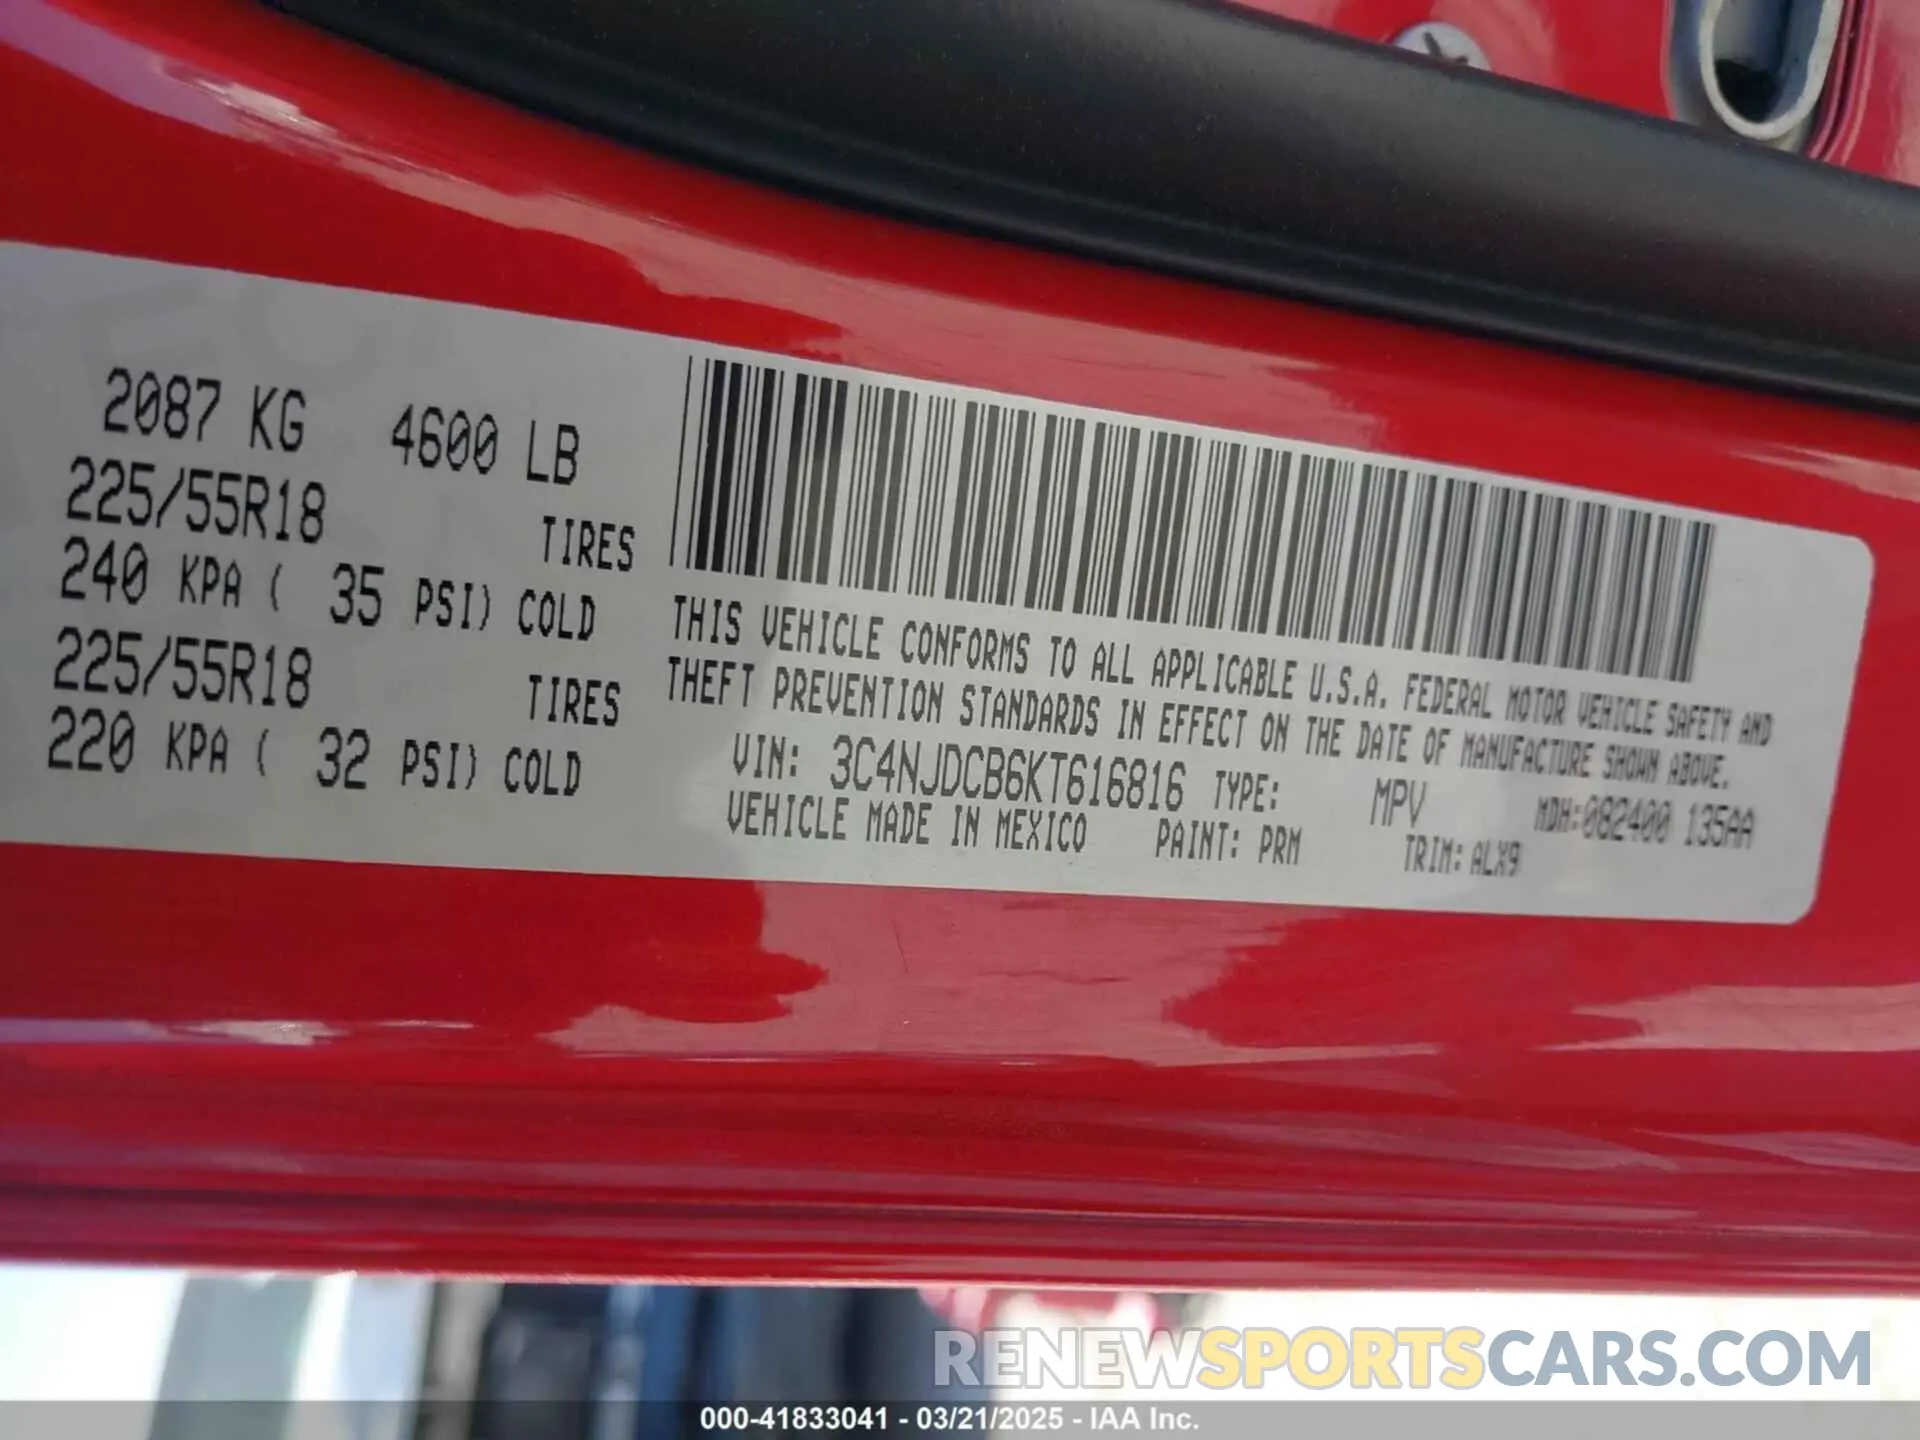 2087 KG 4600 LB
225/55R18 TIRES
240 KPA ( 35 PSI) COLD
225/55R18 TIRES
220 KPA ( 32 PSI) COLD
THIS VEHICLE CONFORMS TO ALL APPLICABLE U.S.A. FEDERAL MOTOR VEHICLE SAFETY AND
THEFT PREVENTION STANDARDS IN EFFECT ON THE DATE OF MANUFACTURE SHOWN ABOVE.
VIN: 3C4NJDCB6KT616816 TYPE: MPV MDH:082400 135AA
VEHICLE MADE IN MEXICO PAINT: PRM TRIM: ALX9
RENEWSPORTSCARS.COM
000-41833041 - 03/21/2025 - IAA Inc.